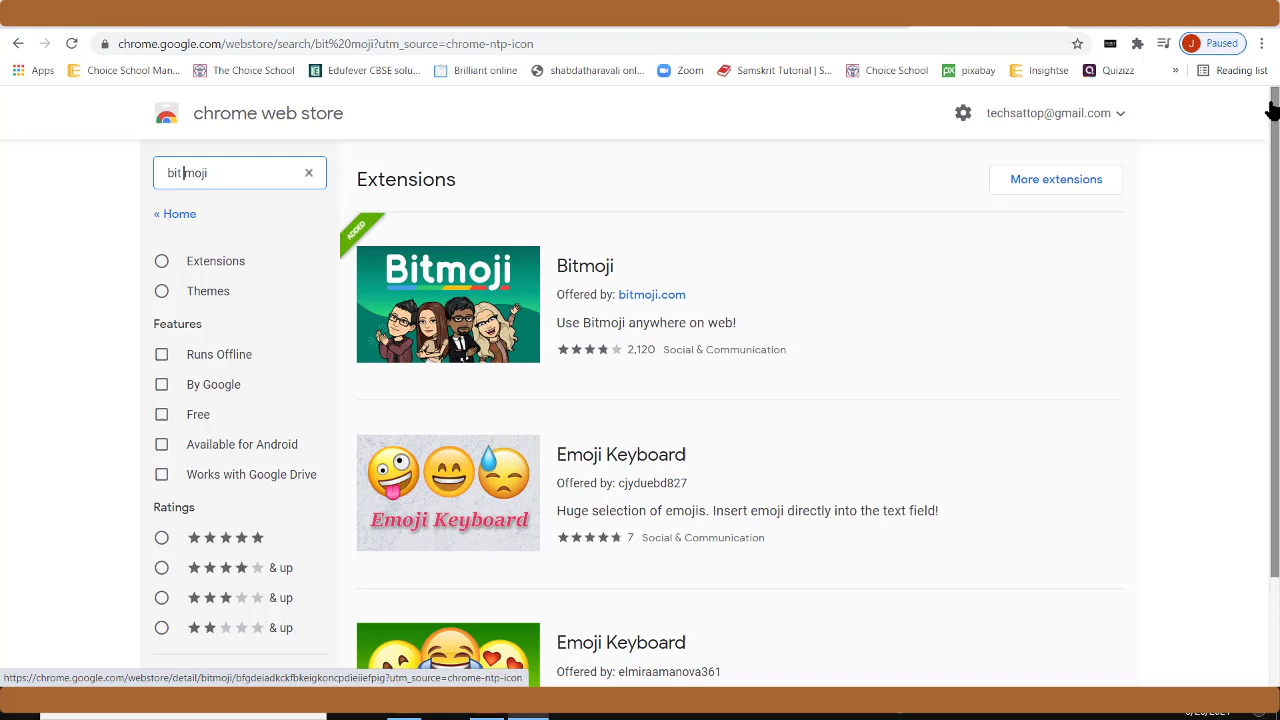 chrome.google.com/webstore/search/bit%20moji?utm_source=chrome-ntp-icon
Paused
Apps
Choice School Man...
The Choice School
Edufever CBSE Sku...
Brilliant online
shabdatharavali onl...
Zoom
Samskrit Tutorial | S...
Choice School
pixabay
Insightse
Quizizz
»
Reading list
chrome web store
techsattop@gmail.com
bit moji
Extensions
More extensions
« Home
Extensions
Themes
Features
Runs Offline
By Google
Free
Available for Android
Works with Google Drive
Ratings
& up
& up
& up
ADDED
Bitmoji
Bitmoji
Offered by: bitmoji.com
Use Bitmoji anywhere on web!
2,120 Social & Communication
Emoji Keyboard
Emoji Keyboard
Offered by: cjyduebd827
Huge selection of emojis. Insert emoji directly into the text field!
7 Social & Communication
Emoji Keyboard
Offered by: elmiraamanova361
https://chrome.google.com/webstore/detail/bitmoji/bfgdeiadkckfbkeigkoncpdieiiefpig?utm_source=chrome-ntp-icon